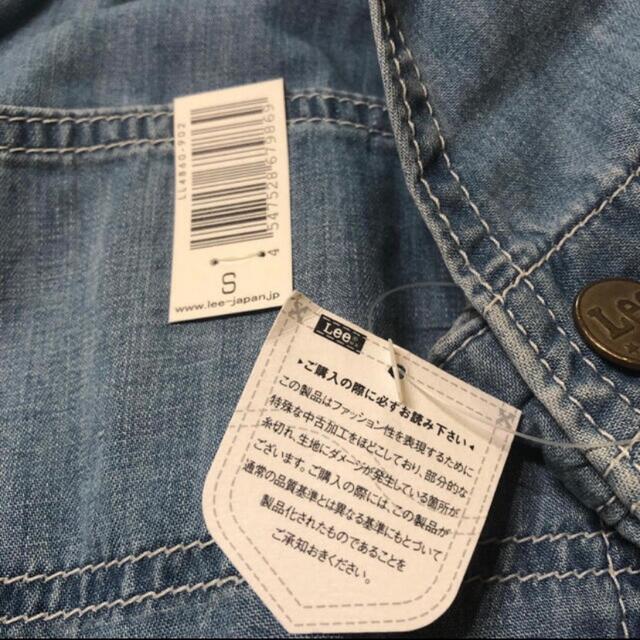 LL4840-902
4 547528 679869
S
www.lee-japan.jp
Lee®
▶ご購入の際に必ずお読み下さい◀
この製品はファッション性を表現するために
特殊な中古加工をほどこしており、部分的な
糸切れ、生地にダメージが発生している箇所が
ございます。ご購入の際には、この製品が
通常の品質基準とは異なる基準にもとづいて
製品化されたものであることを
ご承知おきください。
Lee